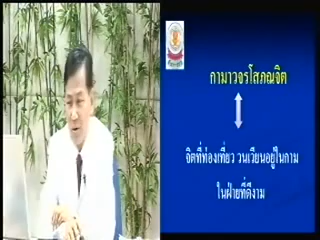 กามาวจรโสภณจิต
จิตที่ท่องเที่ยว วนเวียนอยู่ในกาม
ในฝ่ายที่ดีงาม